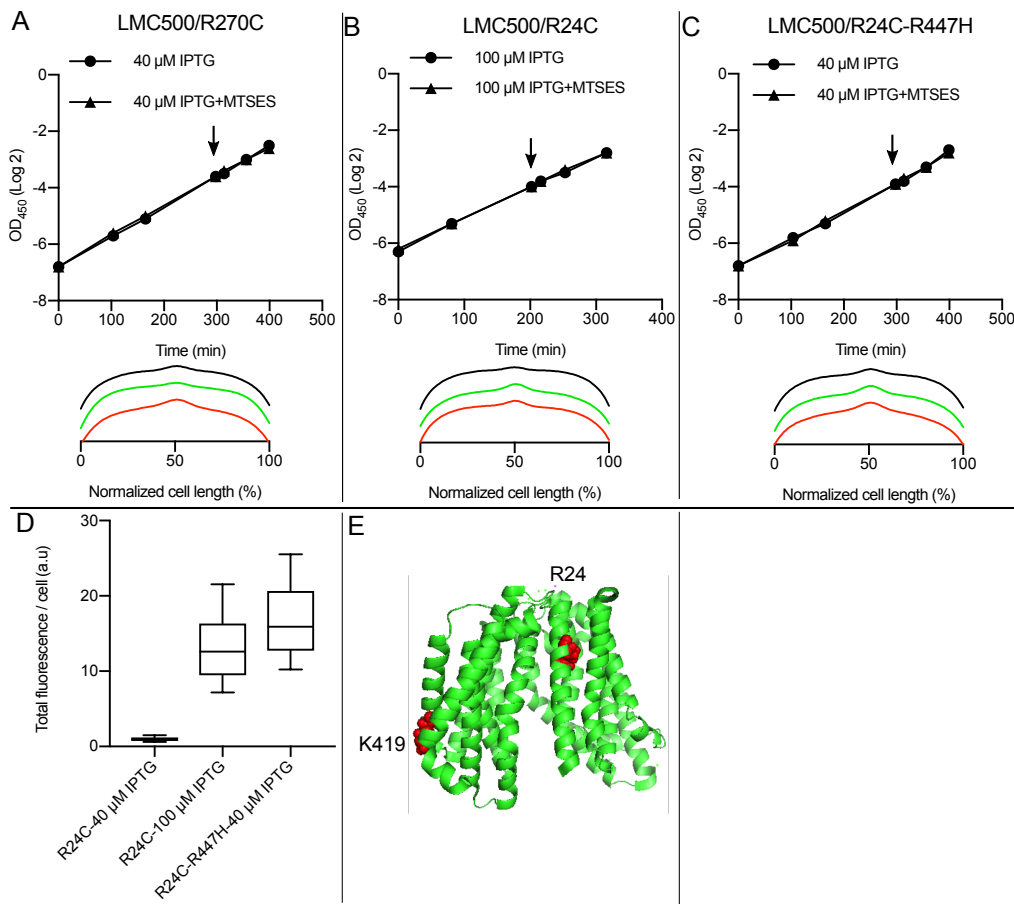 A
LMC500/R270C
40 µM IPTG
40 µM IPTG+MTSES
0
-2
-4
-6
-8
OD450 (Log 2)
0 100 200 300 400 500
Time (min)
0 50 100
Normalized cell length (%)
B
LMC500/R24C
100 µM IPTG
100 µM IPTG+MTSES
0
-2
-4
-6
-8
OD450 (Log 2)
0 100 200 300 400
Time (min)
0 50 100
Normalized cell length (%)
C
LMC500/R24C-R447H
40 µM IPTG
40 µM IPTG+MTSES
0
-2
-4
-6
-8
OD450 (Log 2)
0 100 200 300 400 500
Time (min)
0 50 100
Normalized cell length (%)
D
30
20
10
0
Total fluorescence / cell (a.u)
R24C-40 µM IPTG
R24C-100 µM IPTG
R24C-R447H-40 µM IPTG
E
R24
K419